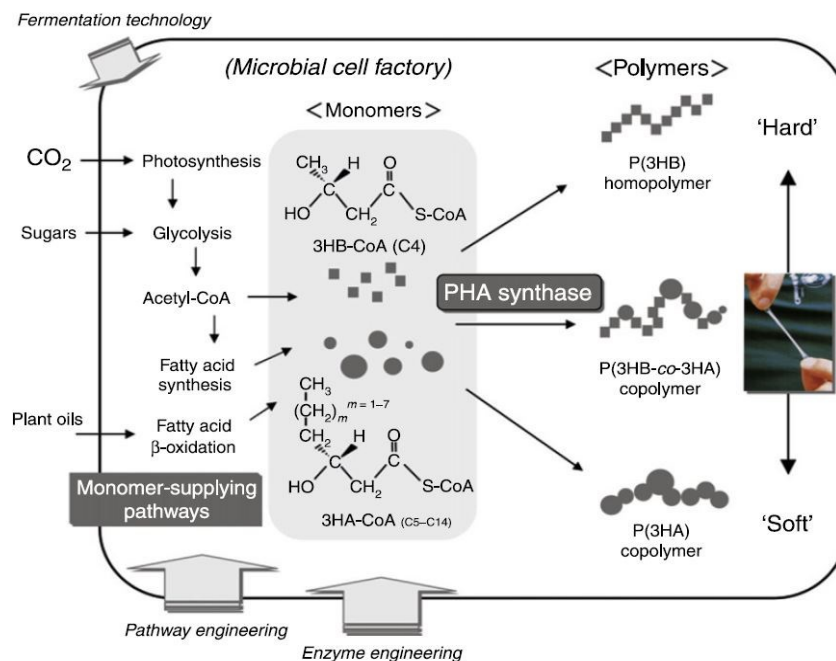 Fermentation technology
(Microbial cell factory)
<Monomers>
<Polymers>
CO2
Photosynthesis
Sugars
Glycolysis
Acetyl-CoA
Fatty acid
synthesis
Plant oils
Fatty acid
β-oxidation
Monomer-supplying
pathways
CH3
H
O
HO
CH2
S-CoA
3HB-CoA (C4)
CH3
(CH2)m m = 1–7
CH2
H
O
HO
CH2
S-CoA
3HA-CoA (C5–C14)
PHA synthase
P(3HB)
homopolymer
P(3HB-co-3HA)
copolymer
P(3HA)
copolymer
‘Hard’
‘Soft’
Pathway engineering
Enzyme engineering